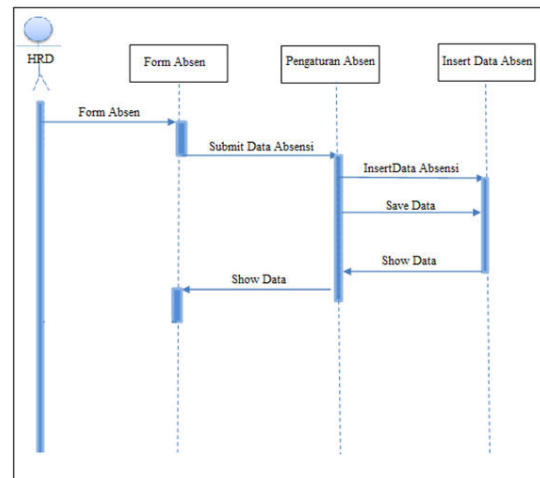 HRD
Form Absen
Pengaturan Absen
Insert Data Absen
Form Absen
Submit Data Absensi
InsertData Absensi
Save Data
Show Data
Show Data